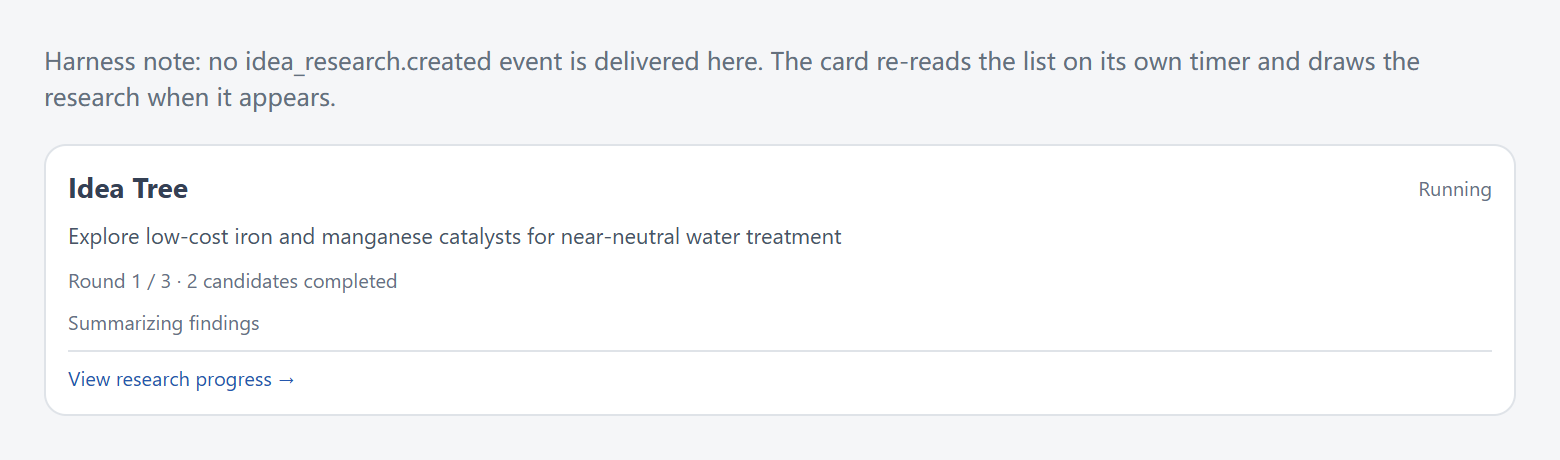 Harness note: no idea_research.created event is delivered here. The card re-reads the list on its own timer and draws the
research when it appears.
Idea Tree
Running
Explore low-cost iron and manganese catalysts for near-neutral water treatment
Round 1 / 3 · 2 candidates completed
Summarizing findings
View research progress →